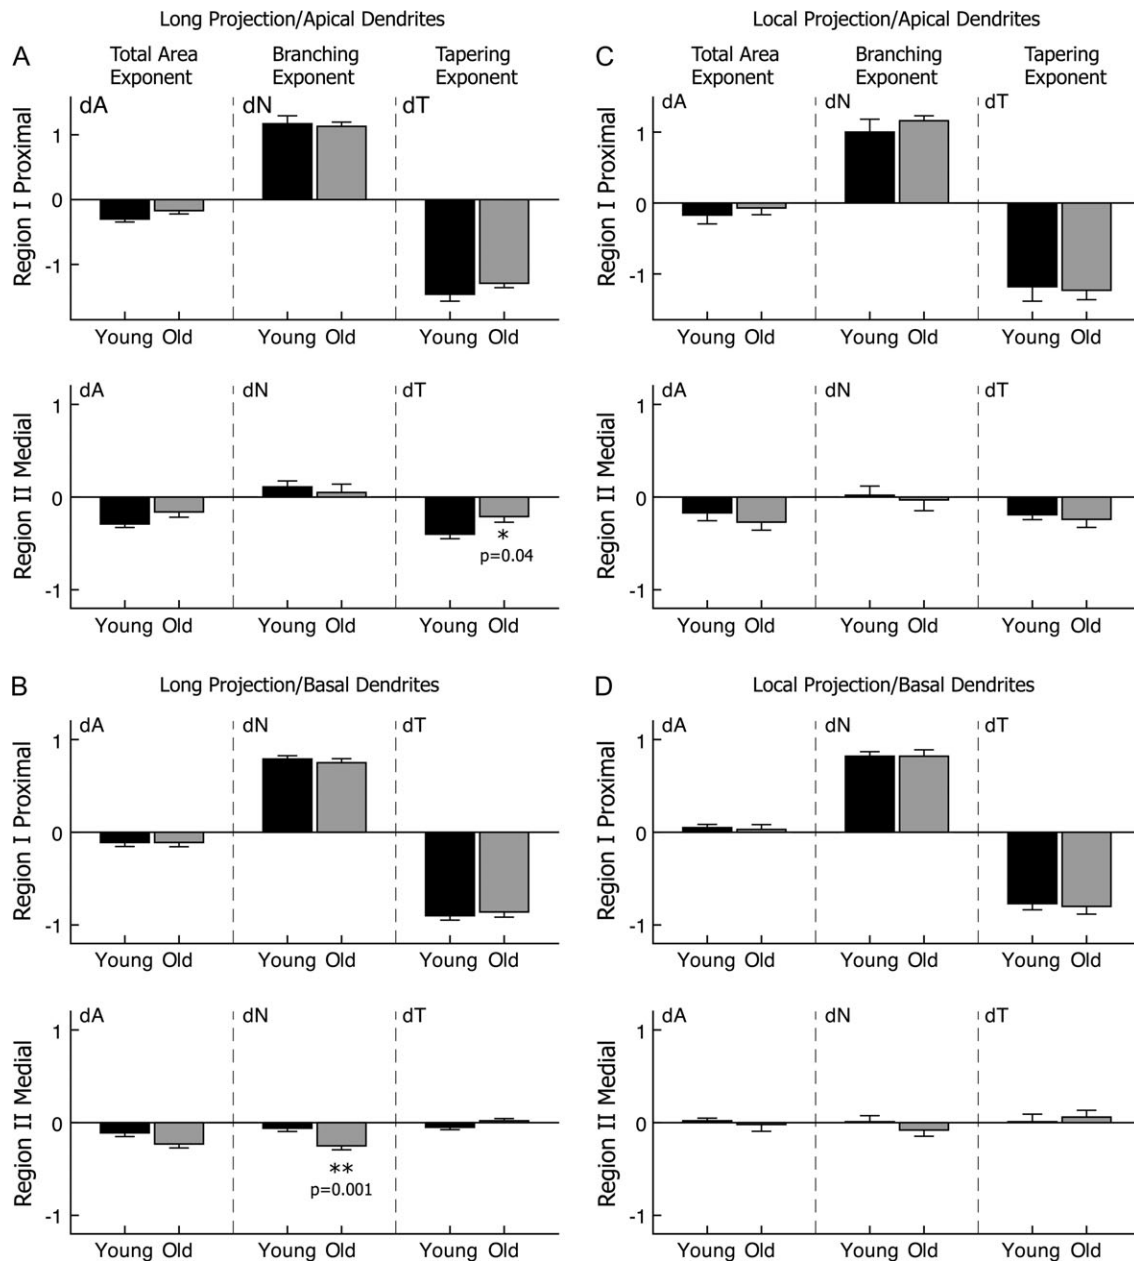 Long Projection/Apical Dendrites
A
Total Area Exponent
Branching Exponent
Tapering Exponent
Region I Proximal
dA
dN
dT
1
0
-1
Young Old
Young Old
Young Old
Region II Medial
dA
dN
dT
1
0
-1
*
p=0.04
Young Old
Young Old
Young Old
B
Long Projection/Basal Dendrites
Region I Proximal
dA
dN
dT
1
0
-1
Young Old
Young Old
Young Old
Region II Medial
dA
dN
dT
1
0
-1
**
p=0.001
Young Old
Young Old
Young Old
Local Projection/Apical Dendrites
C
Total Area Exponent
Branching Exponent
Tapering Exponent
Region I Proximal
dA
dN
dT
1
0
-1
Young Old
Young Old
Young Old
Region II Medial
dA
dN
dT
1
0
-1
Young Old
Young Old
Young Old
D
Local Projection/Basal Dendrites
Region I Proximal
dA
dN
dT
1
0
-1
Young Old
Young Old
Young Old
Region II Medial
dA
dN
dT
1
0
-1
Young Old
Young Old
Young Old